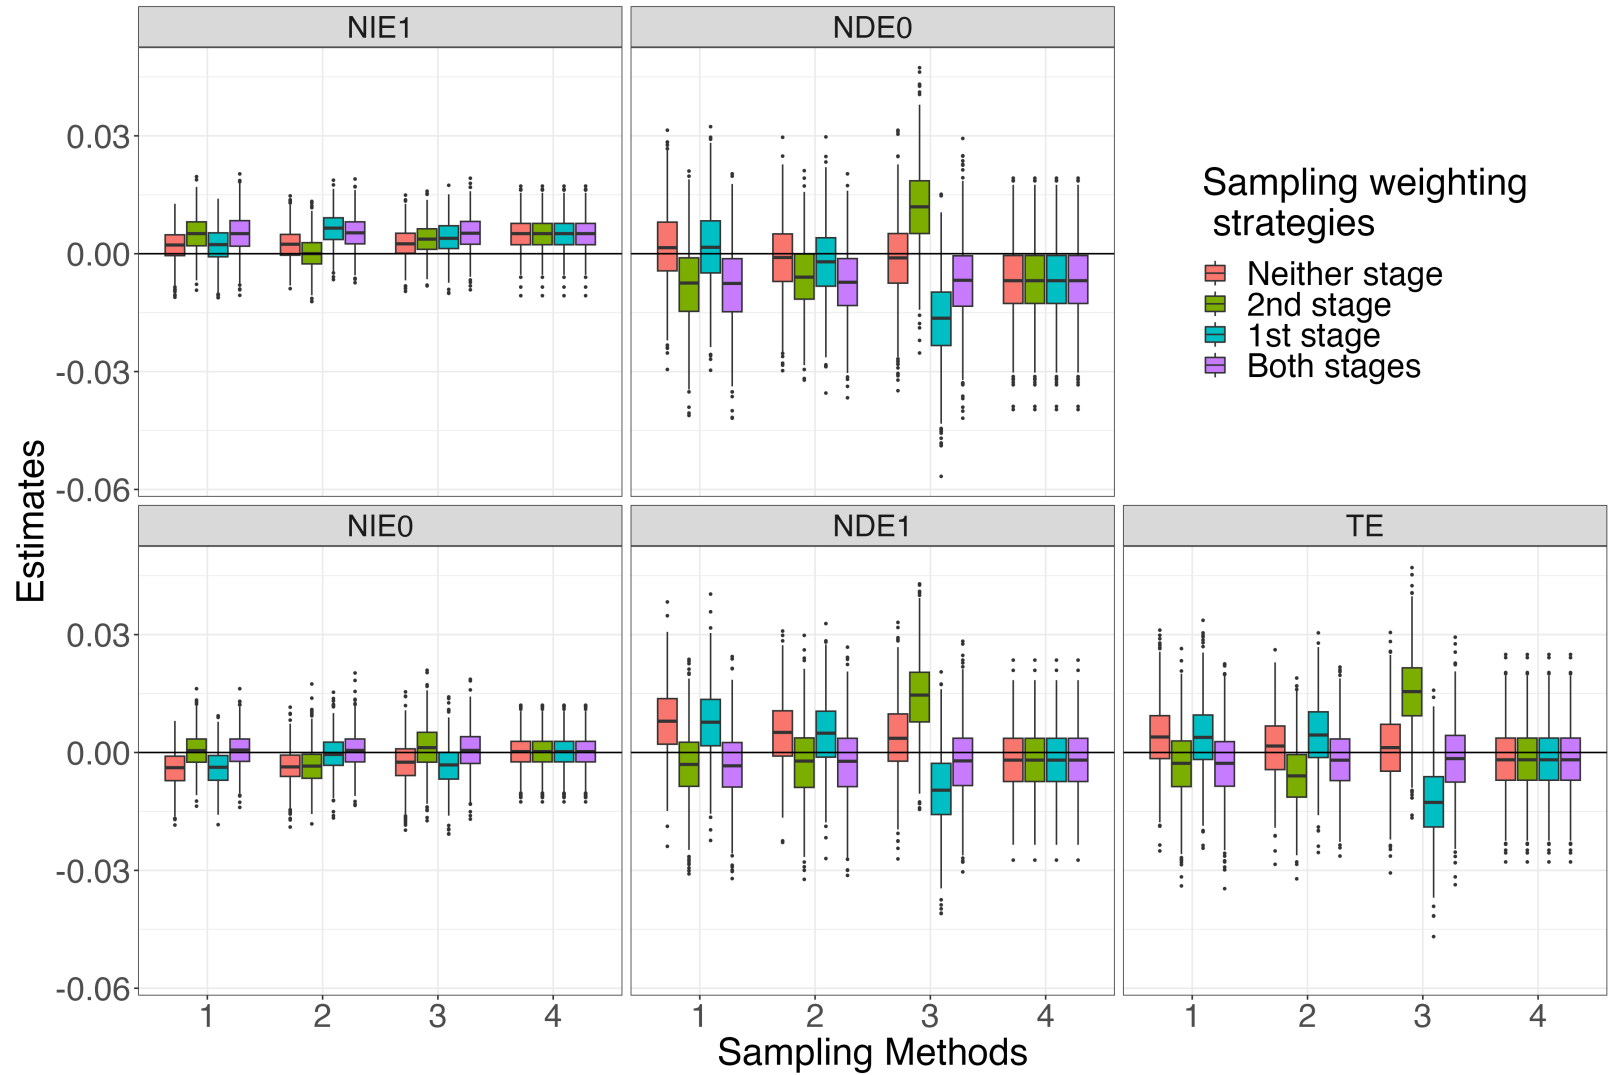 NIE1
NDE0
0.03
0.00
-0.03
-0.06
Sampling weighting
strategies
Neither stage
2nd stage
1st stage
Both stages
Estimates
NIE0
NDE1
TE
0.03
0.00
-0.03
-0.06
1 2 3 4 1 2 3 4 1 2 3 4
Sampling Methods